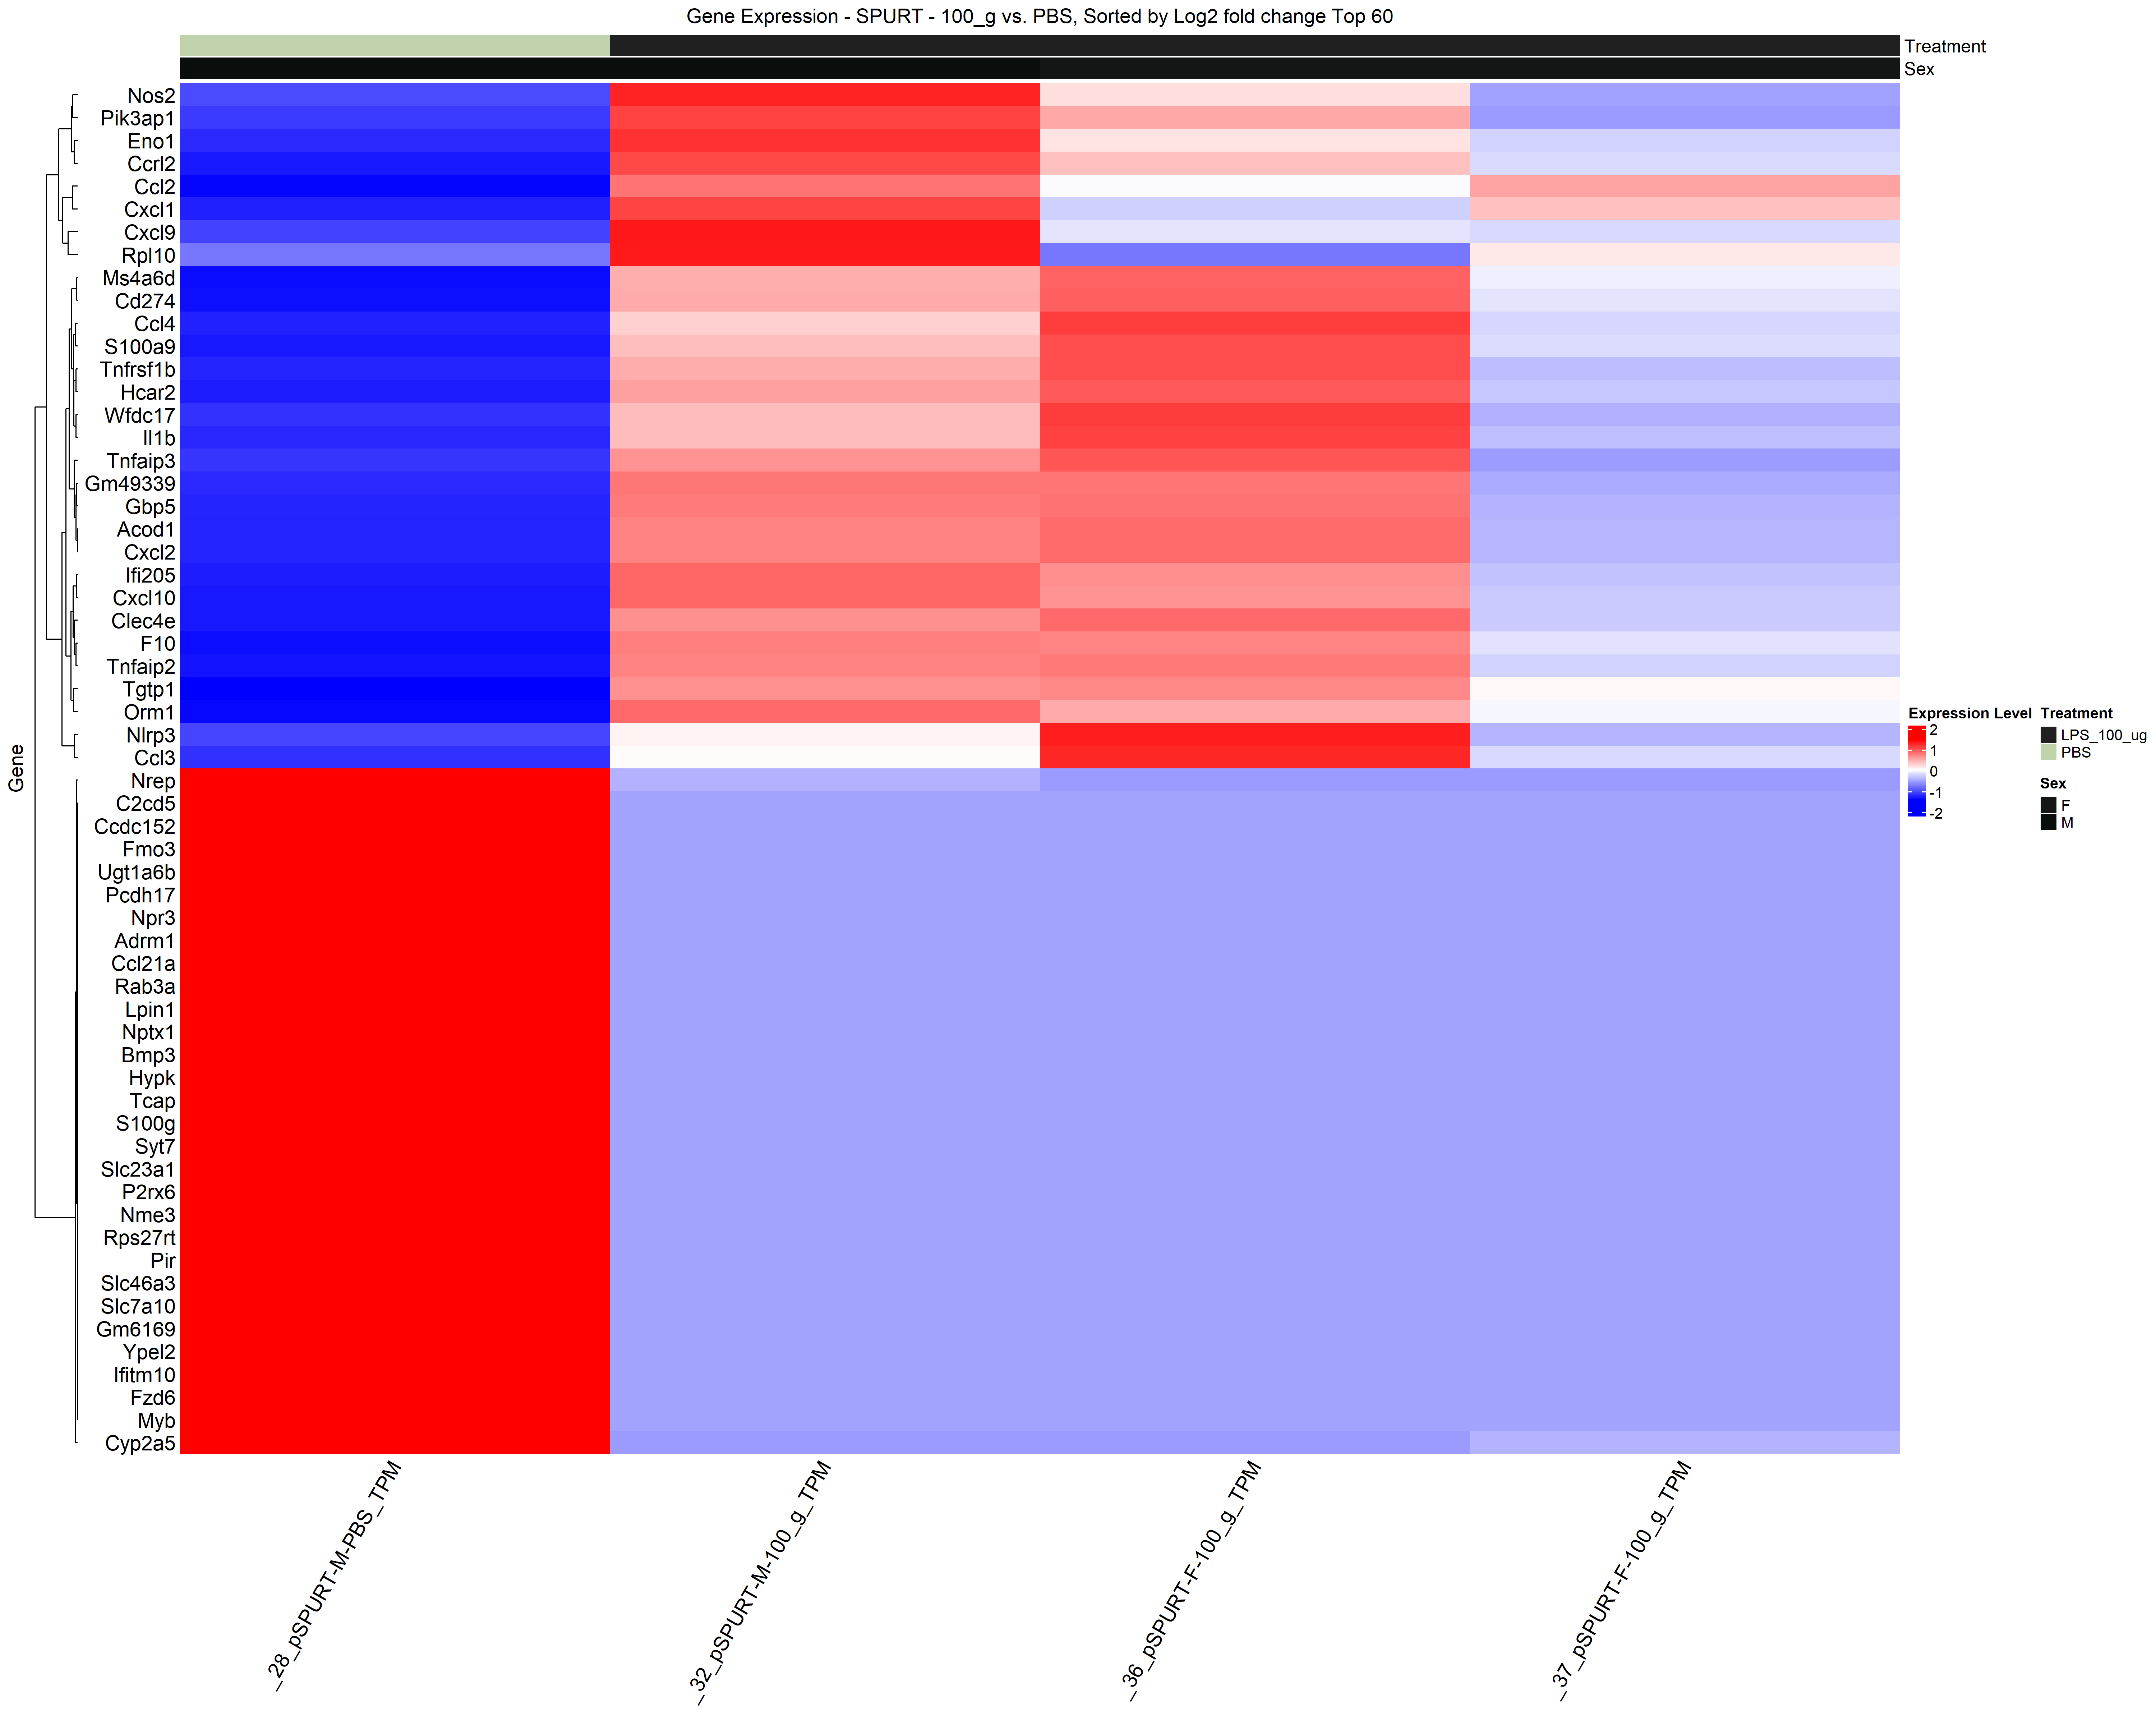 Gene Expression - SPURT - 100_g vs. PBS, Sorted by Log2 fold change Top 60
Treatment
Sex
Nos2
Pik3ap1
Eno1
Ccrl2
Ccl2
Cxcl1
Cxcl9
Rpl10
Ms4a6d
Cd274
Ccl4
S100a9
Tnfrsf1b
Hcar2
Wfdc17
Il1b
Tnfaip3
Gm49339
Gbp5
Acod1
Cxcl2
Ifi205
Cxcl10
Clec4e
F10
Tnfaip2
Tgtp1
Orm1
Nlrp3
Ccl3
Nrep
C2cd5
Ccdc152
Fmo3
Ugt1a6b
Pcdh17
Npr3
Adrm1
Ccl21a
Rab3a
Lpin1
Nptx1
Bmp3
Hypk
Tcap
S100g
Syt7
Slc23a1
P2rx6
Nme3
Rps27rt
Pir
Slc46a3
Slc7a10
Gm6169
Ypel2
Ifitm10
Fzd6
Myb
Cyp2a5
Gene
_28_pSPURT-M-PBS_TPM
_32_pSPURT-M-100_g_TPM
_36_pSPURT-F-100_g_TPM
_37_pSPURT-F-100_g_TPM
Expression Level
2
1
0
-1
-2
Treatment
LPS_100_ug
PBS
Sex
F
M